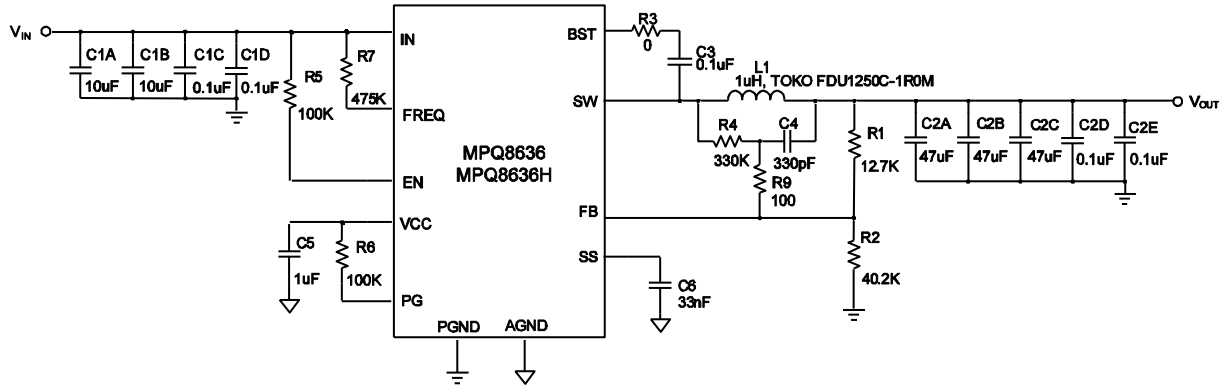 V_IN
C1A
10uF
C1B
10uF
C1C
0.1uF
C1D
0.1uF
R5
100K
R7
475K
IN
FREQ
EN
VCC
PG
PGND
AGND
MPQ8636
MPQ8636H
BST
SW
FB
SS
C5
1uF
R6
100K
R3
0
C3
0.1uF
L1
1uH, TOKO FDU1250C-1R0M
R4
330K
C4
330pF
R9
100
R1
12.7K
R2
40.2K
C6
33nF
C2A
47uF
C2B
47uF
C2C
47uF
C2D
0.1uF
C2E
0.1uF
V_OUT